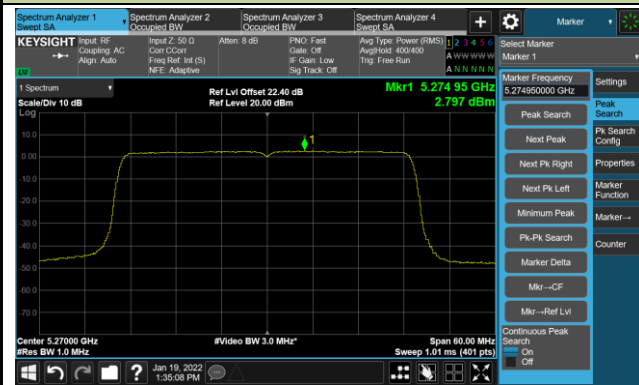 Spectrum Analyzer 1
Swept SA
Spectrum Analyzer 2
Occupied BW
Spectrum Analyzer 3
Occupied BW
Spectrum Analyzer 4
Swept SA
+
Marker
KEYSIGHT
Input: RF
Coupling: AC
Align: Auto
Input Z: 50 Ω
Corr CCorr
Freq Ref: Int (S)
NFE: Adaptive
Atten: 8 dB
PNO: Fast
Gate: Off
IF Gain: Low
Sig Track: Off
Avg Type: Power (RMS)
Avg|Hold: 400/400
Trig: Free Run
1 2 3 4 5 6
A W W W W W
A N N N N N
LW
Select Marker
Marker 1
1 Spectrum
Scale/Div 10 dB
Log
Ref Lvl Offset 22.40 dB
Ref Level 20.00 dBm
Mkr1 5.274 95 GHz
2.797 dBm
1
10.0
0.00
-10.0
-20.0
-30.0
-40.0
-50.0
-60.0
-70.0
Center 5.27000 GHz
#Res BW 1.0 MHz
#Video BW 3.0 MHz*
Span 60.00 MHz
Sweep 1.01 ms (401 pts)
Marker Frequency
5.274950000 GHz
Peak Search
Next Peak
Next Pk Right
Next Pk Left
Minimum Peak
Pk-Pk Search
Marker Delta
Mkr→CF
Mkr→Ref Lvl
Continuous Peak
Search
On
Off
Settings
Peak
Search
Pk Search
Config
Properties
Marker
Function
Marker→
Counter
?
Jan 19, 2022
1:35:08 PM